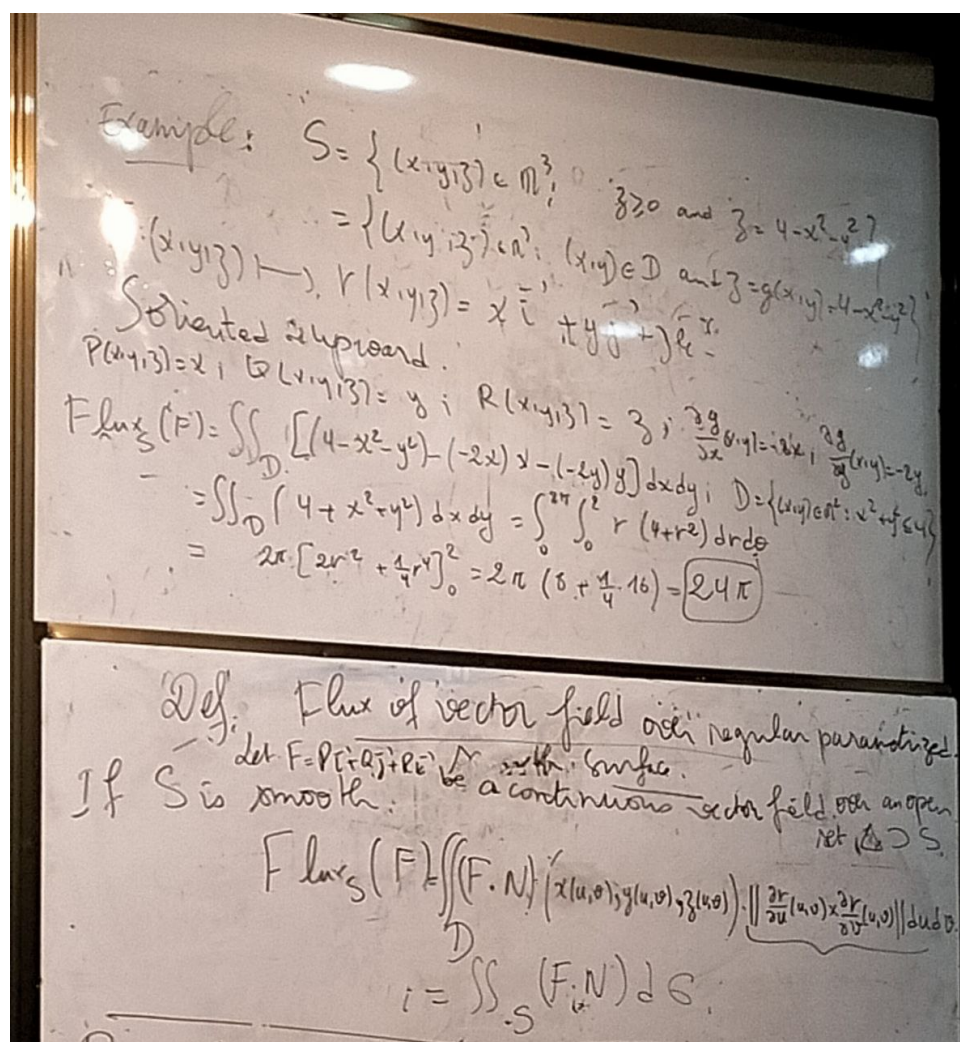 Example: S = {(x,y,z) ∈ ℝ³; z≥0 and z = 4-x²-y²}
= {(x,y,z) ∈ ℝ³; (x,y) ∈ D and z = g(x,y) = 4-x²-y²}
(x,y,z) ⟼ r(x,y,z) = x i + y j + z k
S oriented upward.
P(x,y,z) = x ; Q(x,y,z) = y ; R(x,y,z) = z ; ∂g/∂x (x,y) = -2x ; ∂g/∂y (x,y) = -2y.
Flux_S (F) = ∬_D [(4-x²-y²) - (-2x) x - (-2y) y] dxdy ; D = {(x,y) ∈ ℝ² : x²+y² ≤ 4}
= ∬_D (4 + x²+y²) dxdy = ∫_0^{2π} ∫_0^2 r (4+r²) dr dθ
= 2π [2r² + 1/4 r⁴]_0^2 = 2π (8 + 1/4 · 16) = 24π
Def. Flux of vector field over regular parametrized
surface.
Let F = P i + Q j + R k be a continuous vector field over an open
set Δ ⊃ S.
If S is smooth.
Flux_S (F) = ∬_D (F.N) (x(u,v), y(u,v), z(u,v)) . ‖∂r/∂u (u,v) × ∂r/∂v (u,v)‖ du dv.
:= ∬_S (F.N) dσ.